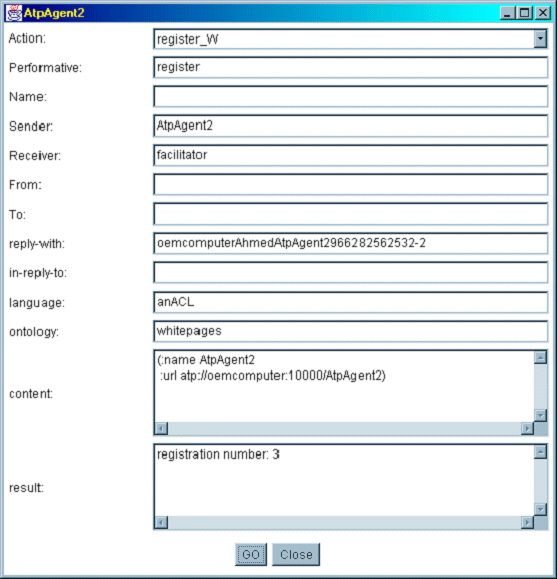 AtpAgent2
Action: register_W
Performative: register
Name:
Sender: AtpAgent2
Receiver: facilitator
From:
To:
reply-with: oemcomputerAhmedAtpAgent2966282562532-2
in-reply-to:
language: anACL
ontology: whitepages
content: (:name AtpAgent2
:url atp://oemcomputer:10000/AtpAgent2)
result: registration number: 3
GO Close